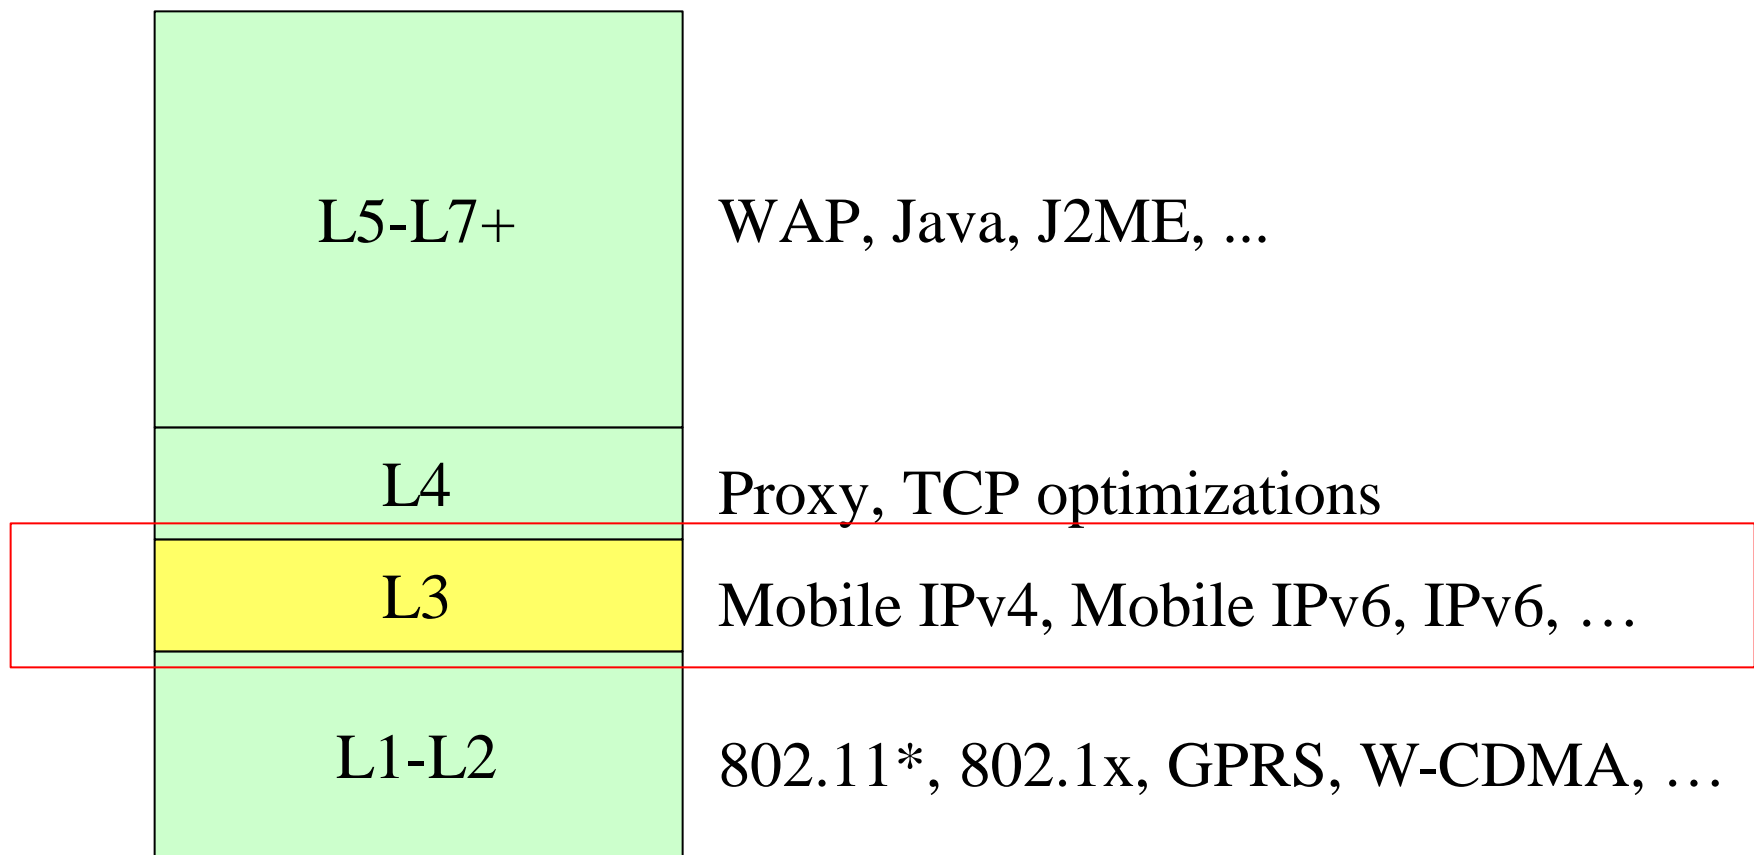 L5-L7+ WAP, Java, J2ME, ...
L4 Proxy, TCP optimizations
L3 Mobile IPv4, Mobile IPv6, IPv6, …
L1-L2 802.11*, 802.1x, GPRS, W-CDMA, …